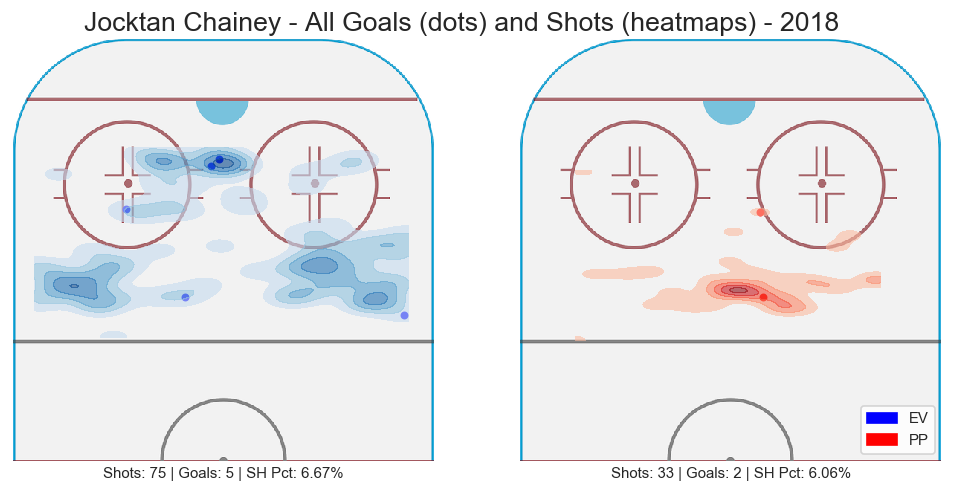 Jocktan Chainey - All Goals (dots) and Shots (heatmaps) - 2018
EV
PP
Shots: 75 | Goals: 5 | SH Pct: 6.67%
Shots: 33 | Goals: 2 | SH Pct: 6.06%